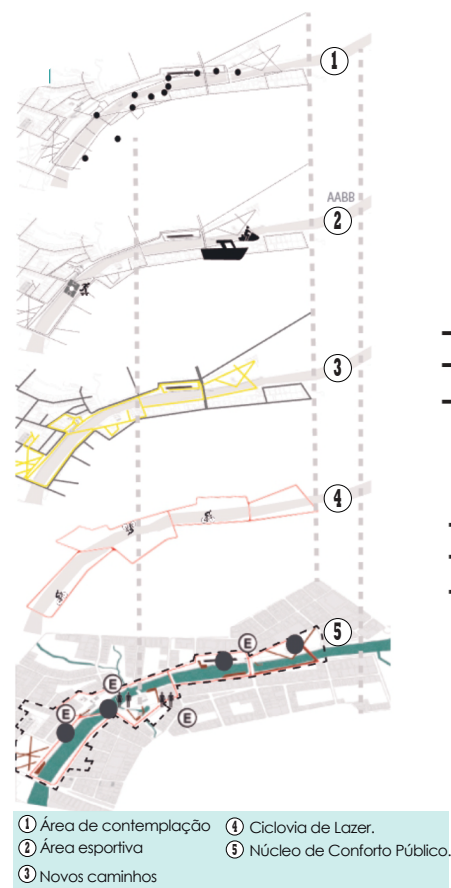 ①
AABB
②
③
④
⑤
E
E
E
E
① Área de contemplação
② Área esportiva
③ Novos caminhos
④ Ciclovia de Lazer.
⑤ Núcleo de Conforto Público.